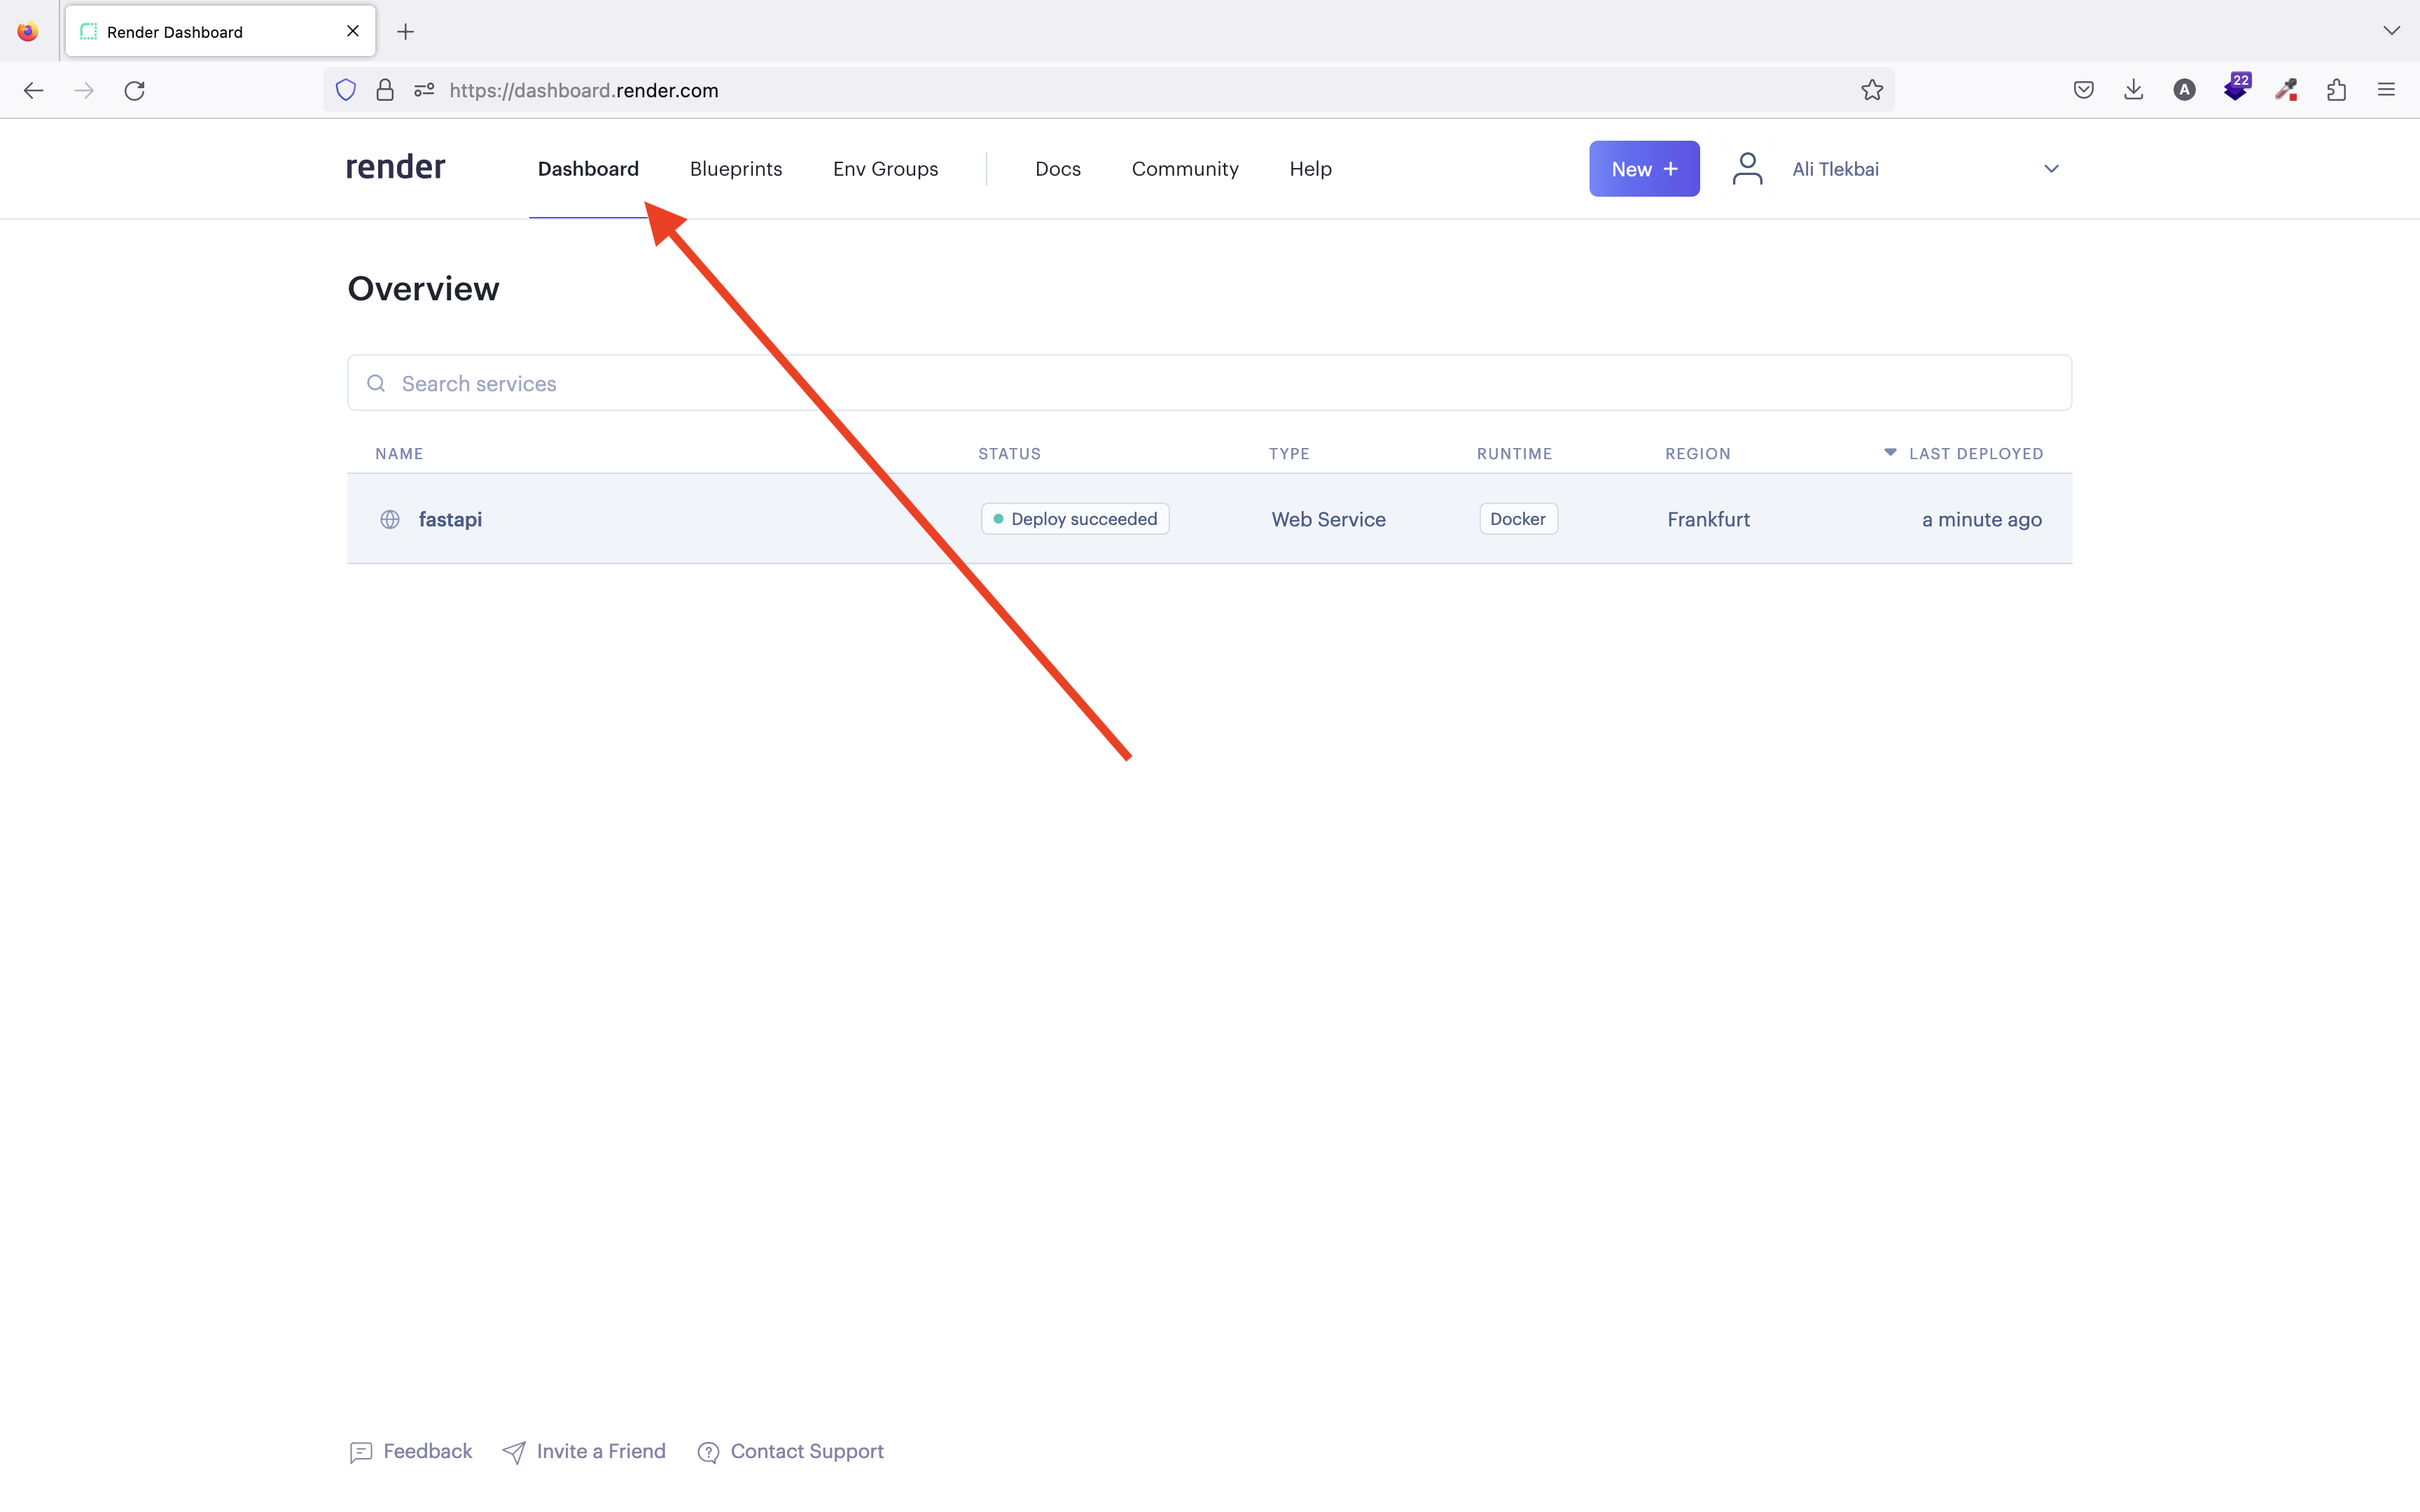 Render Dashboard
https://dashboard.render.com
A
22
render Dashboard Blueprints Env Groups Docs Community Help New + Ali Tlekbai
Overview
Search services
NAME STATUS TYPE RUNTIME REGION LAST DEPLOYED
fastapi Deploy succeeded Web Service Docker Frankfurt a minute ago
Feedback Invite a Friend ? Contact Support